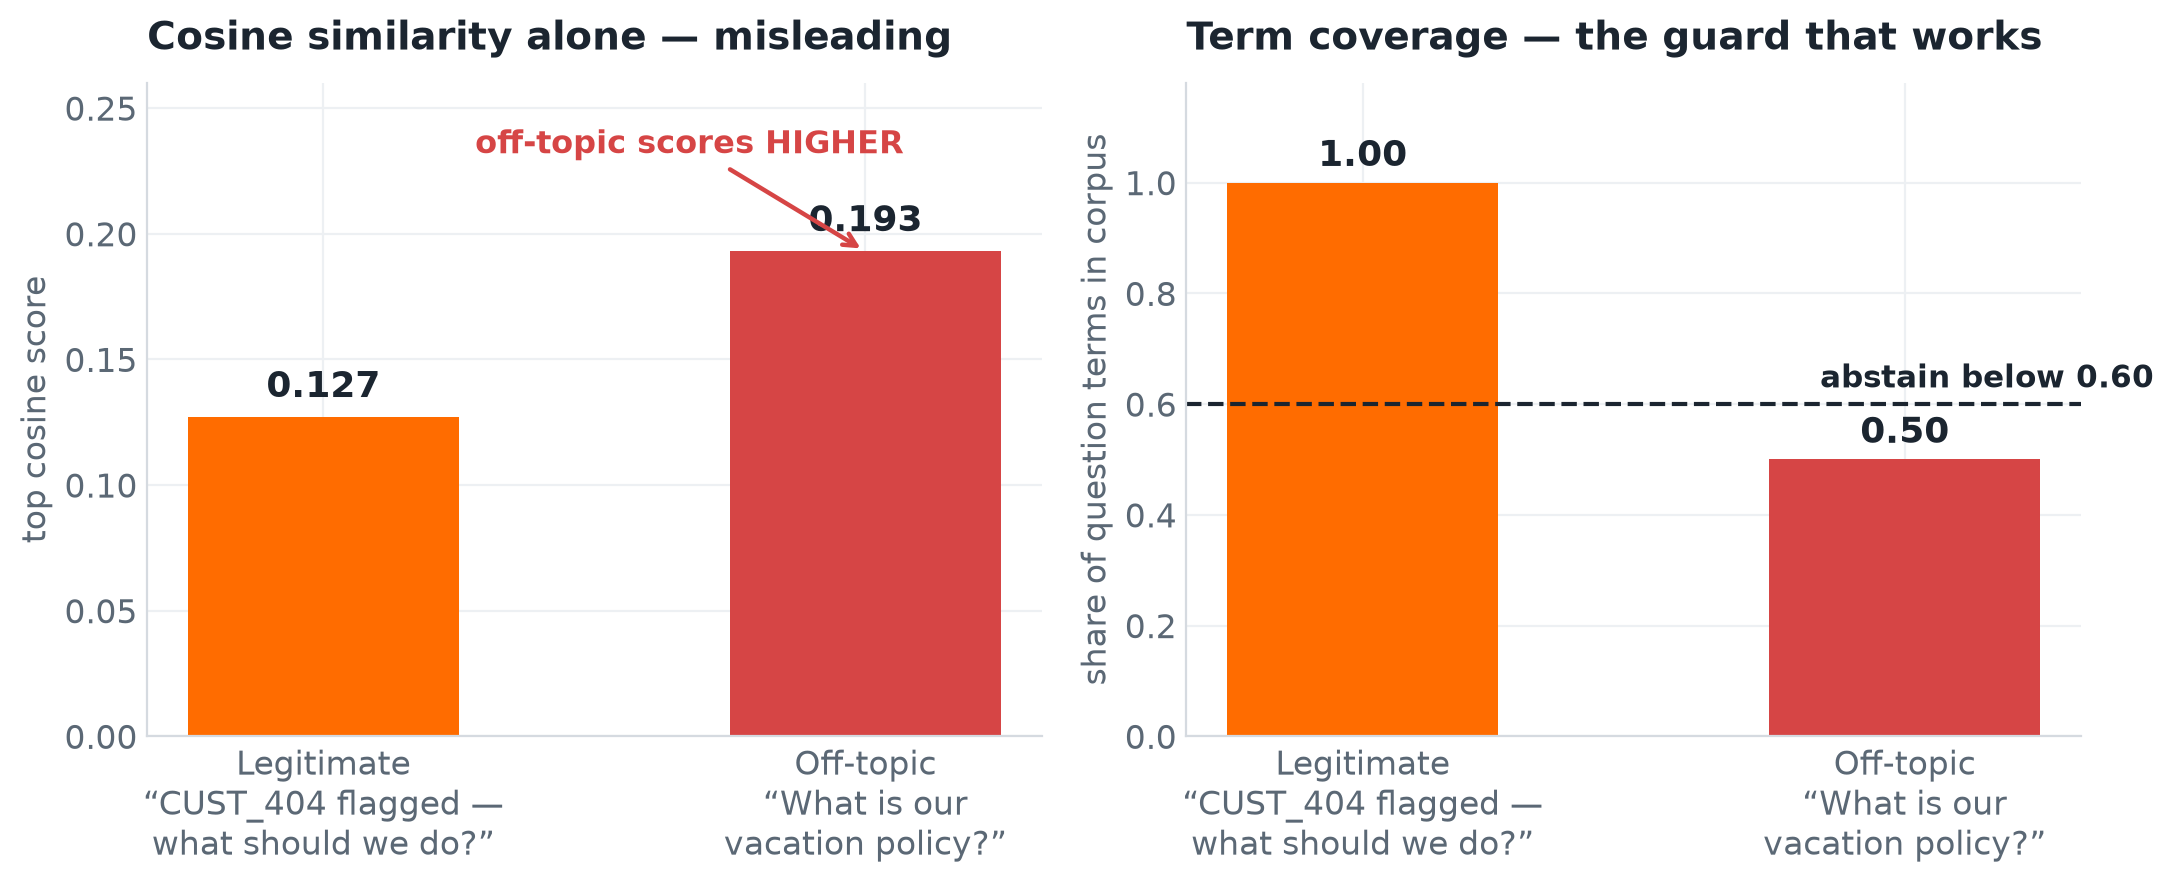 Cosine similarity alone — misleading
0.25
0.20
0.15
0.10
0.05
0.00
top cosine score
off-topic scores HIGHER
0.127
0.193
Legitimate
“CUST_404 flagged —
what should we do?”
Off-topic
“What is our
vacation policy?”
Term coverage — the guard that works
1.0
0.8
0.6
0.4
0.2
0.0
share of question terms in corpus
1.00
abstain below 0.60
0.50
Legitimate
“CUST_404 flagged —
what should we do?”
Off-topic
“What is our
vacation policy?”